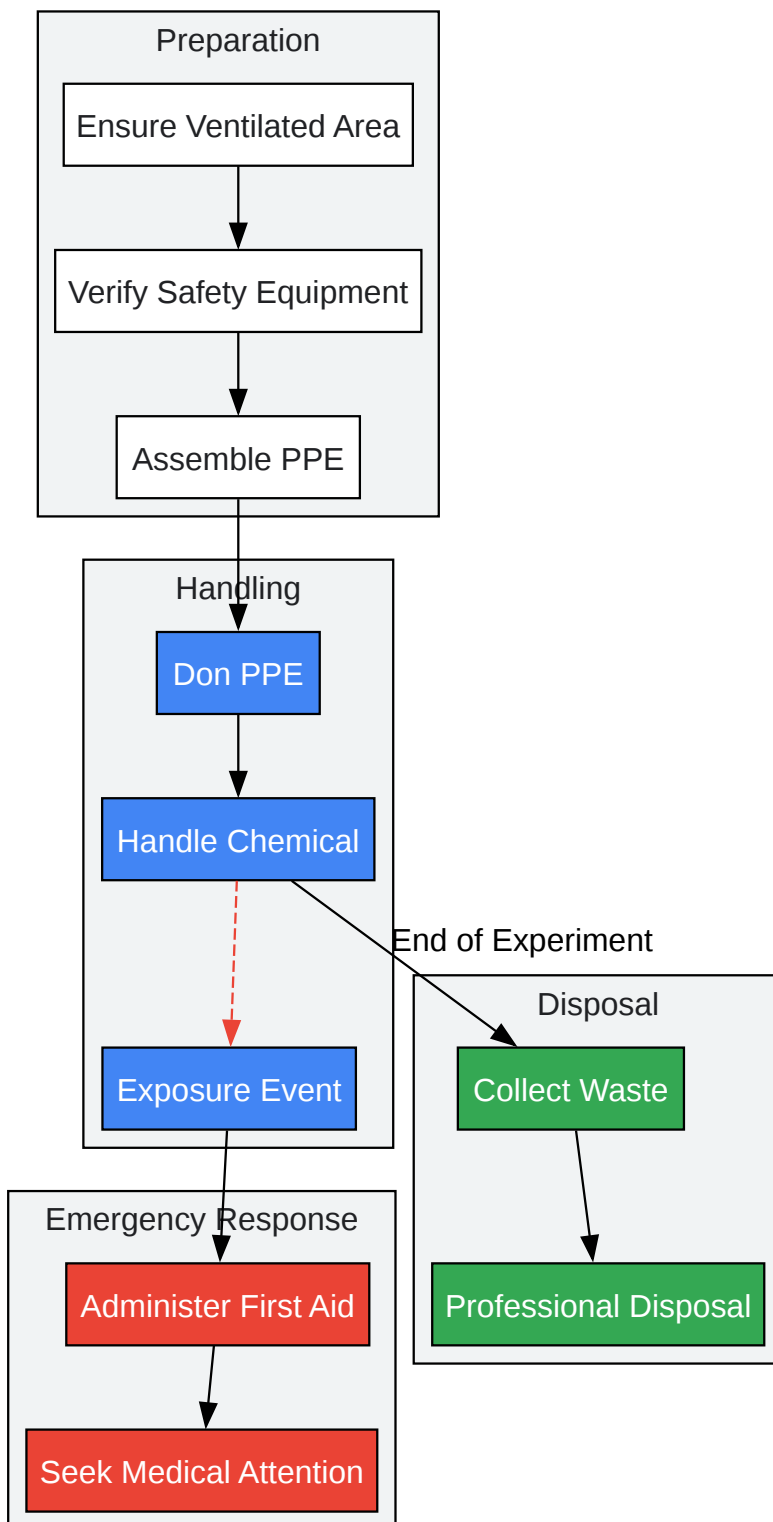 Preparation
Ensure Ventilated Area
Verify Safety Equipment
Assemble PPE
Handling
Don PPE
Handle Chemical
End of Experiment
Disposal
Exposure Event
Collect Waste
Emergency Response
Administer First Aid
Professional Disposal
Seek Medical Attention